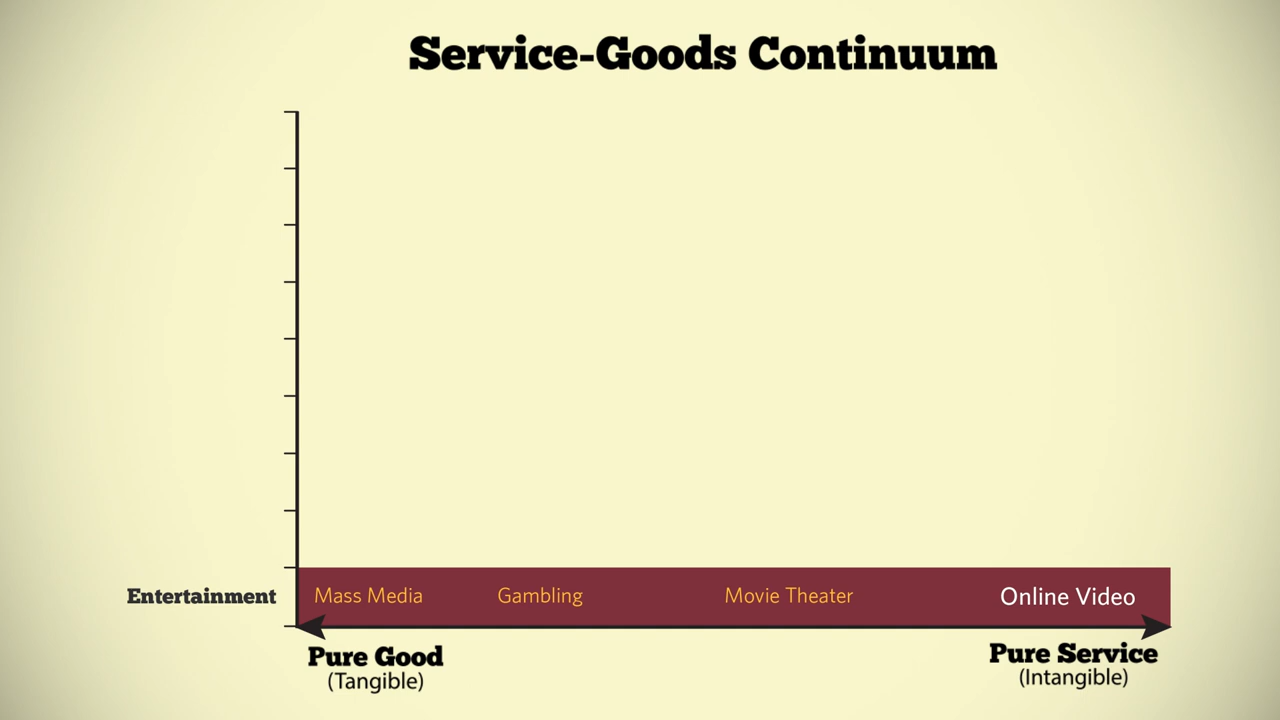 Service-Goods Continuum
Entertainment
Mass Media
Gambling
Movie Theater
Online Video
Pure Good
(Tangible)
Pure Service
(Intangible)